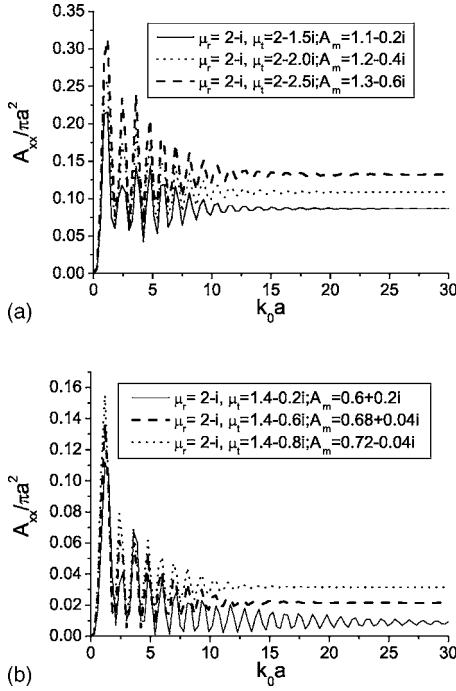 μr = 2-i, μt = 2-1.5i;Am=1.1-0.2i
μr = 2-i, μt = 2-2.0i;Am=1.2-0.4i
μr = 2-i, μt = 2-2.5i;Am=1.3-0.6i
0.35
0.30
0.25
0.20
0.15
0.10
0.05
0.00
Axx/πa²
0 5 10 15 20 25 30
k₀a
(a)
μr = 2-i, μt=1.4-0.2i;Am=0.6+0.2i
μr = 2-i, μt=1.4-0.6i;Am=0.68+0.04i
μr = 2-i, μt=1.4-0.8i;Am=0.72-0.04i
0.16
0.14
0.12
0.10
0.08
0.06
0.04
0.02
0.00
Axx/πa²
0 5 10 15 20 25 30
k₀a
(b)